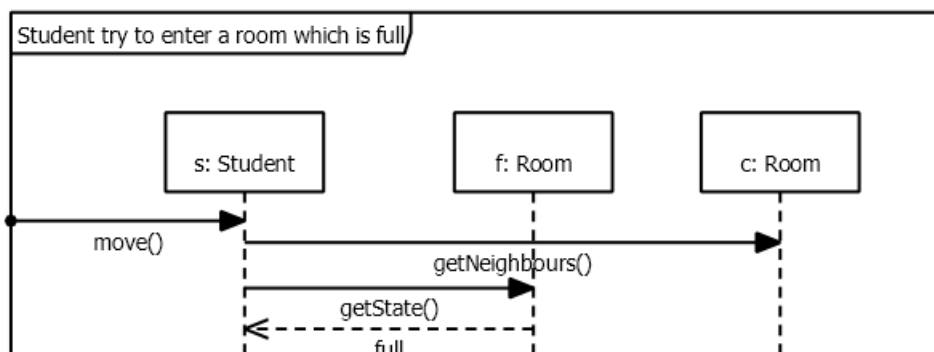 Student try to enter a room which is full
s: Student
f: Room
c: Room
move()
getNeighbours()
getState()
full